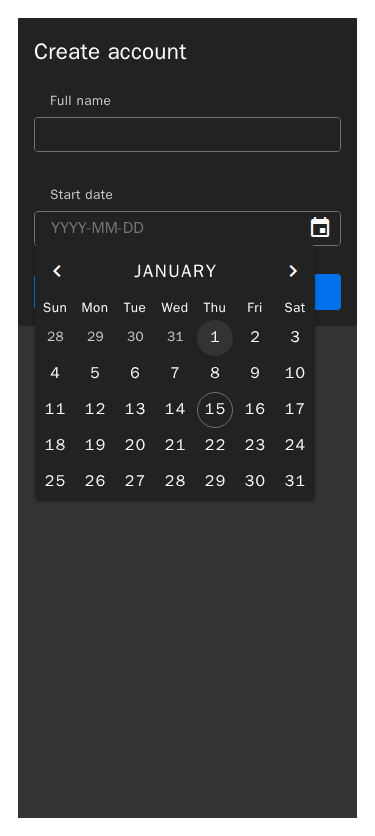 Create account
Full name
Start date
YYYY-MM-DD
JANUARY
Sun Mon Tue Wed Thu Fri Sat
28 29 30 31 1 2 3
4 5 6 7 8 9 10
11 12 13 14 15 16 17
18 19 20 21 22 23 24
25 26 27 28 29 30 31